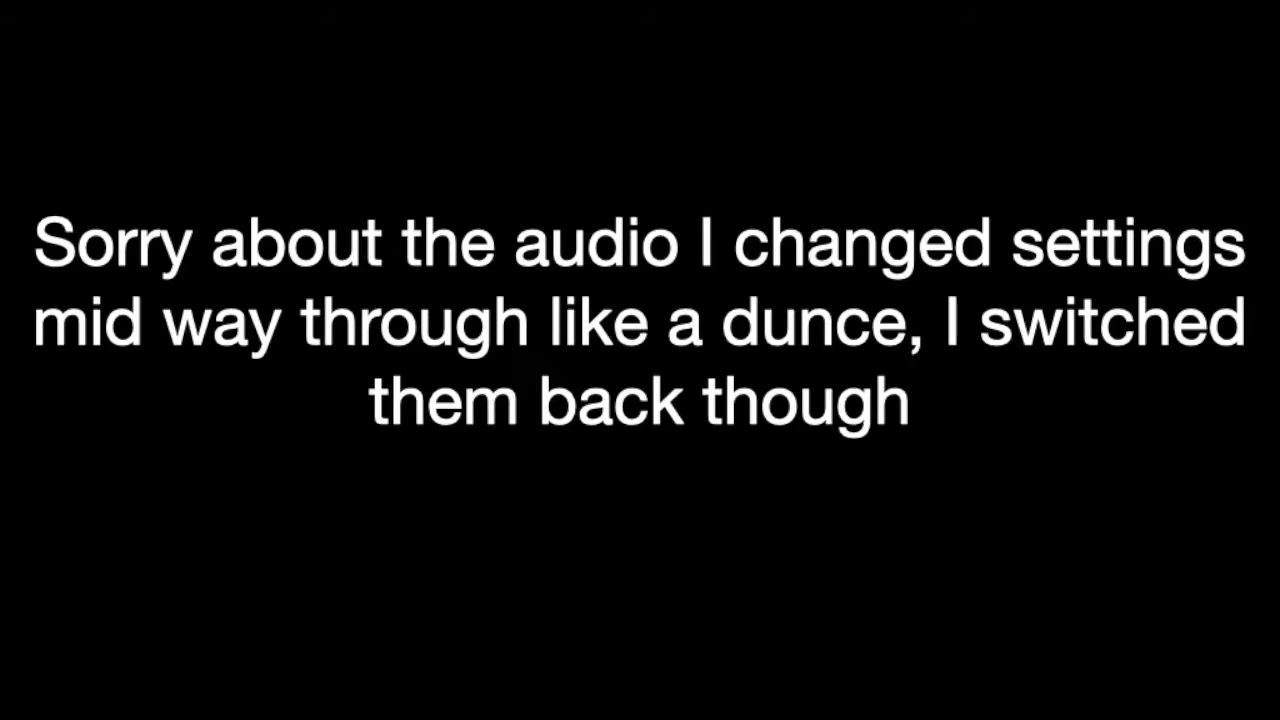 Sorry about the audio I changed settings
mid way through like a dunce, I switched
them back though